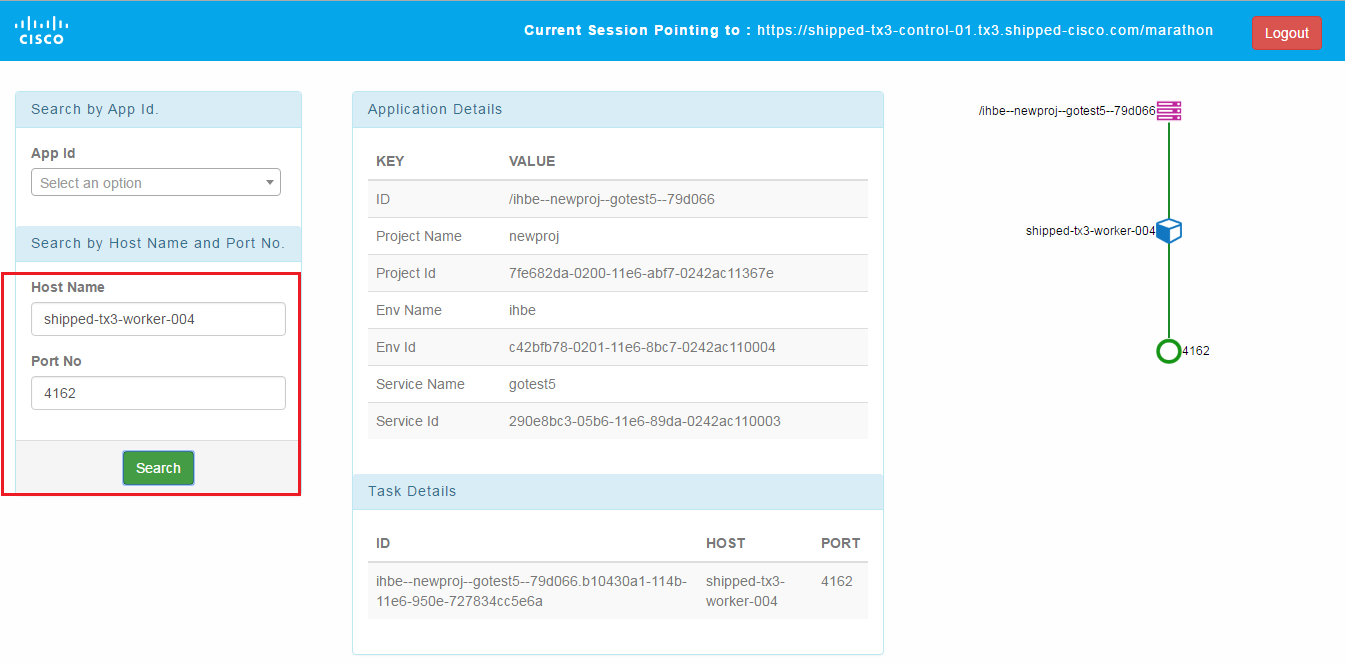 CISCO
Current Session Pointing to : https://shipped-tx3-control-01.tx3.shipped-cisco.com/marathon
Logout
Search by App Id.
App Id
Select an option
Search by Host Name and Port No.
Host Name
shipped-tx3-worker-004
Port No
4162
Search
Application Details
KEY VALUE
ID /ihbe--newproj--gotest5--79d066
Project Name newproj
Project Id 7fe682da-0200-11e6-abf7-0242ac11367e
Env Name ihbe
Env Id c42bfb78-0201-11e6-8bc7-0242ac110004
Service Name gotest5
Service Id 290e8bc3-05b6-11e6-89da-0242ac110003
Task Details
ID HOST PORT
ihbe--newproj--gotest5--79d066.b10430a1-114b- shipped-tx3- 4162
11e6-950e-727834cc5e6a worker-004
/ihbe--newproj--gotest5--79d066
shipped-tx3-worker-004
4162